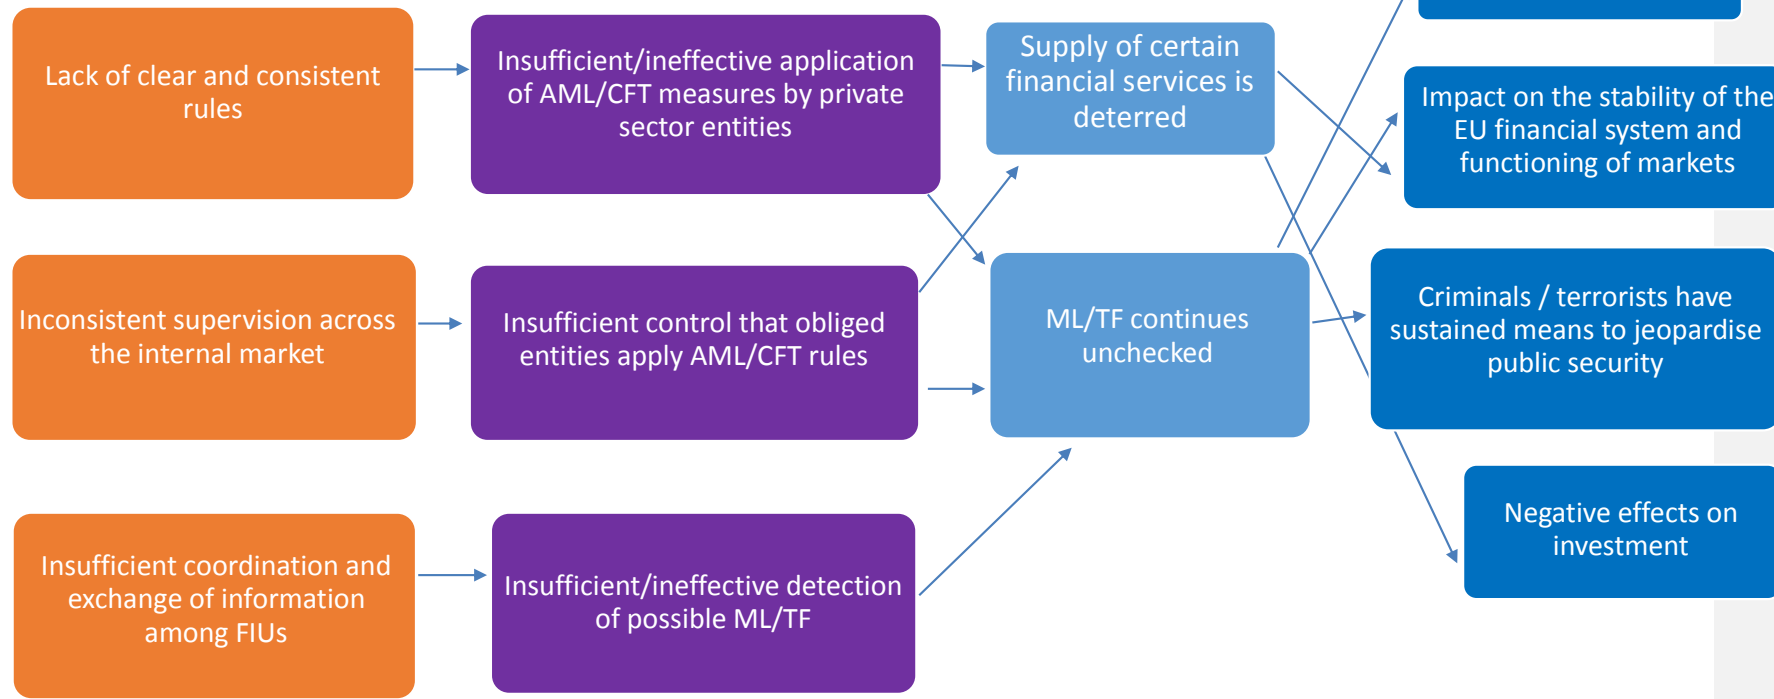 Lack of clear and consistent
rules
Insufficient/ineffective application
of AML/CFT measures by private
sector entities
Supply of certain
financial services is
deterred
Impact on the stability of the
EU financial system and
functioning of markets
Inconsistent supervision across
the internal market
Insufficient control that obliged
entities apply AML/CFT rules
ML/TF continues
unchecked
Criminals / terrorists have
sustained means to jeopardise
public security
Negative effects on
investment
Insufficient coordination and
exchange of information
among FIUs
Insufficient/ineffective detection
of possible ML/TF